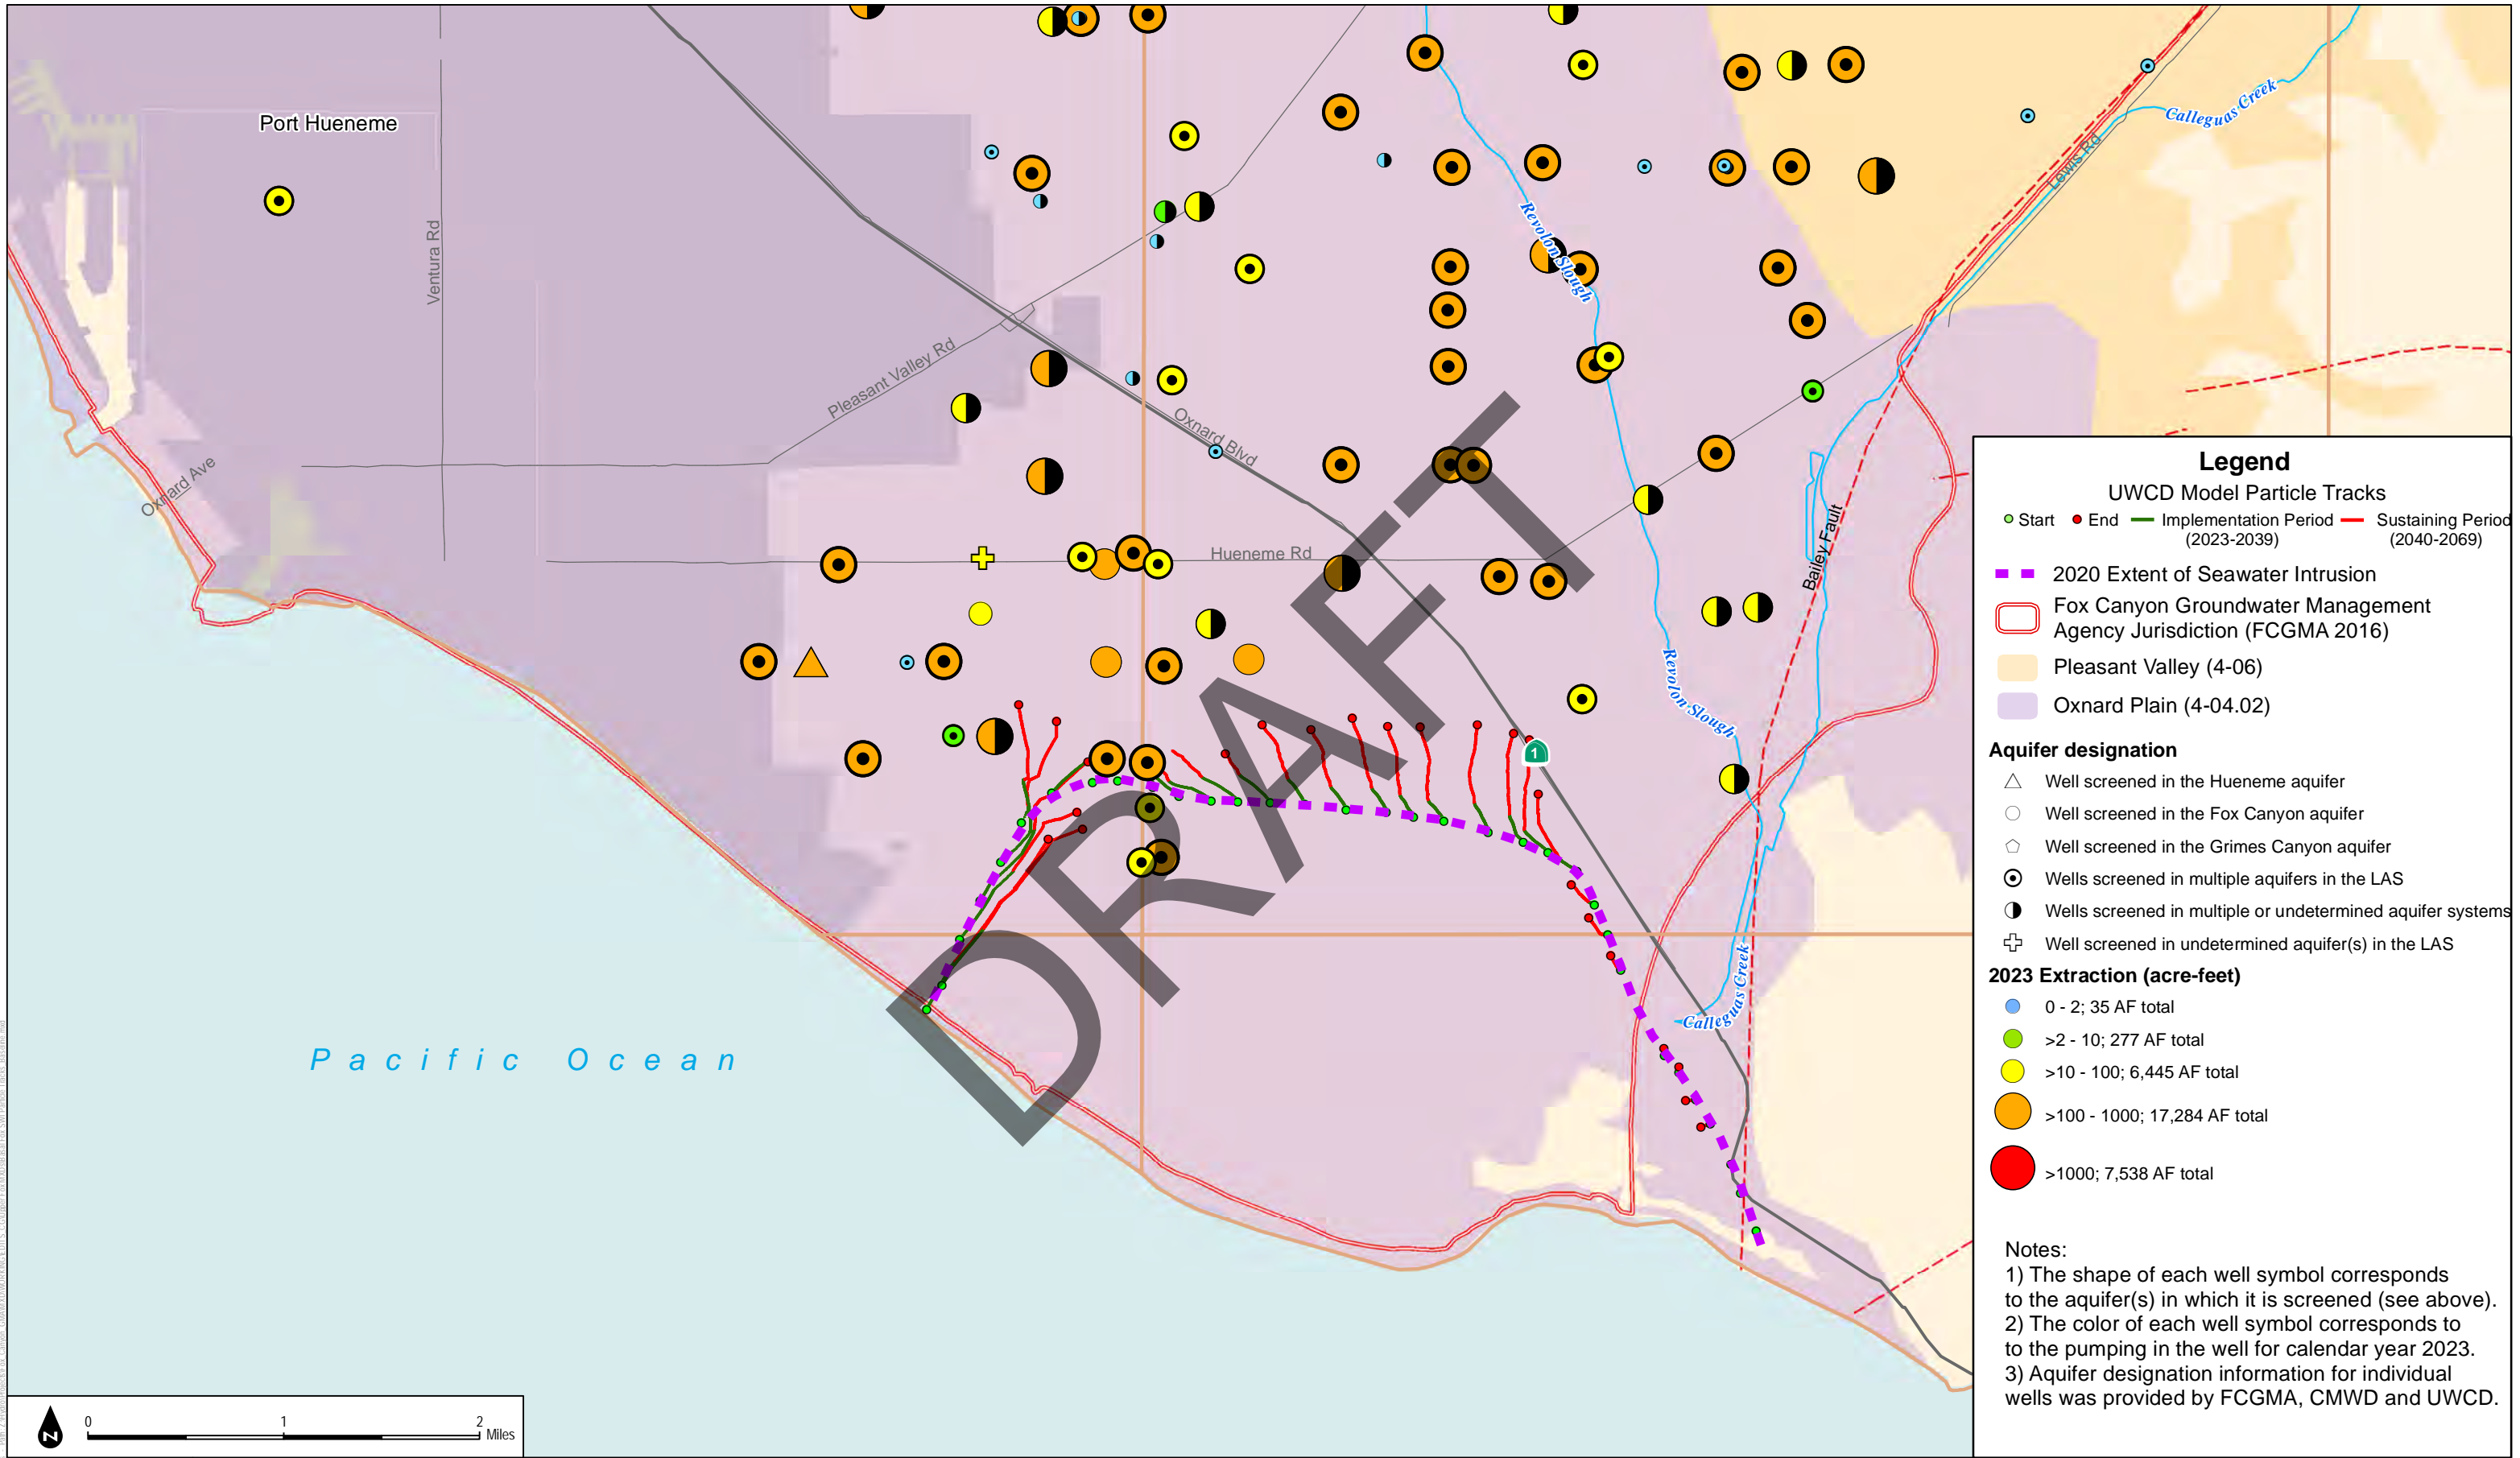 Port Hueneme
Ventura Rd
Oxnard Ave
Pleasant Valley Rd
Oxnard Blvd
Hueneme Rd
Revolon Slough
Revolon Slough
Calleguas Creek
Lewis Rd
Bailey Fault
Calleguas Creek
1
Pacific Ocean
DRAFT
N
0 1 2
Miles
Legend
UWCD Model Particle Tracks
Start End Implementation Period Sustaining Period
(2023-2039) (2040-2069)
2020 Extent of Seawater Intrusion
Fox Canyon Groundwater Management
Agency Jurisdiction (FCGMA 2016)
Pleasant Valley (4-06)
Oxnard Plain (4-04.02)
Aquifer designation
Well screened in the Hueneme aquifer
Well screened in the Fox Canyon aquifer
Well screened in the Grimes Canyon aquifer
Wells screened in multiple aquifers in the LAS
Wells screened in multiple or undetermined aquifer systems
Well screened in undetermined aquifer(s) in the LAS
2023 Extraction (acre-feet)
0 - 2; 35 AF total
>2 - 10; 277 AF total
>10 - 100; 6,445 AF total
>100 - 1000; 17,284 AF total
>1000; 7,538 AF total
Notes:
1) The shape of each well symbol corresponds
to the aquifer(s) in which it is screened (see above).
2) The color of each well symbol corresponds to
to the pumping in the well for calendar year 2023.
3) Aquifer designation information for individual
wells was provided by FCGMA, CMWD and UWCD.